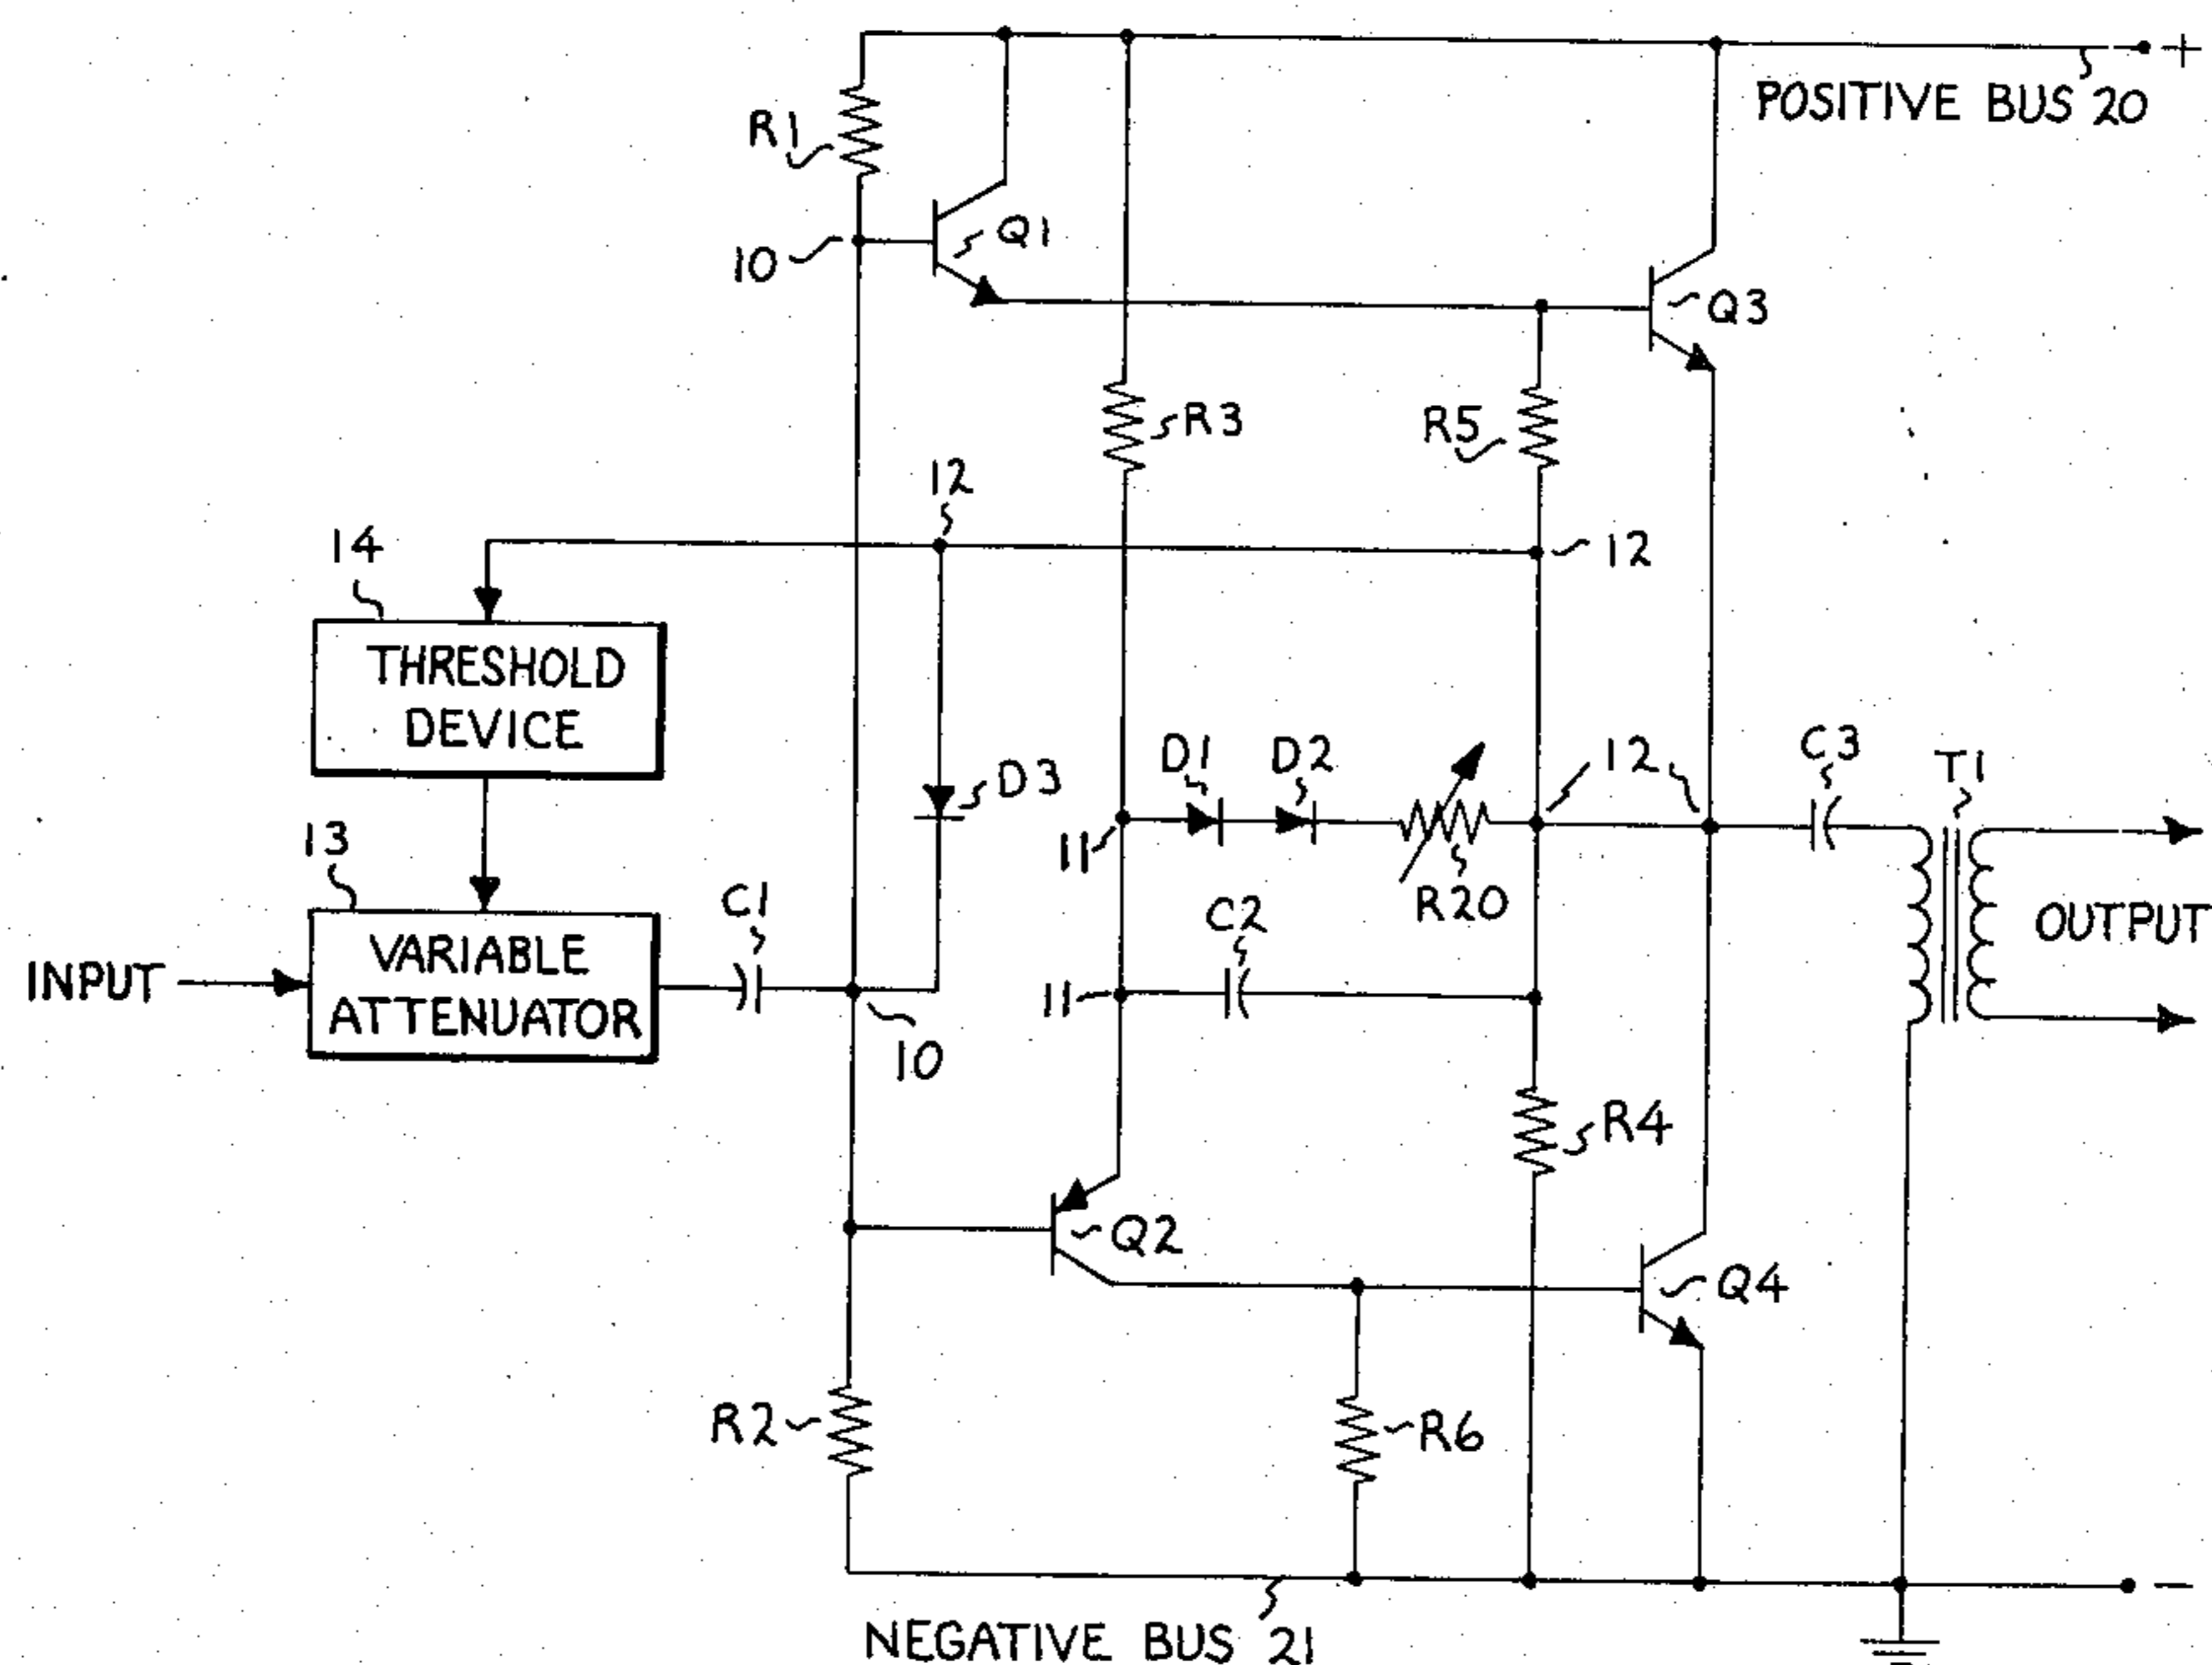 +
POSITIVE BUS 20
R1
Q1
10
Q3
R3
R5
12
14
12
THRESHOLD
DEVICE
D1
D2
12
C3
T1
D3
11
13
R20
C1
C2
OUTPUT
VARIABLE
ATTENUATOR
INPUT
11
10
R4
Q2
Q4
R2
R6
−
NEGATIVE BUS 21